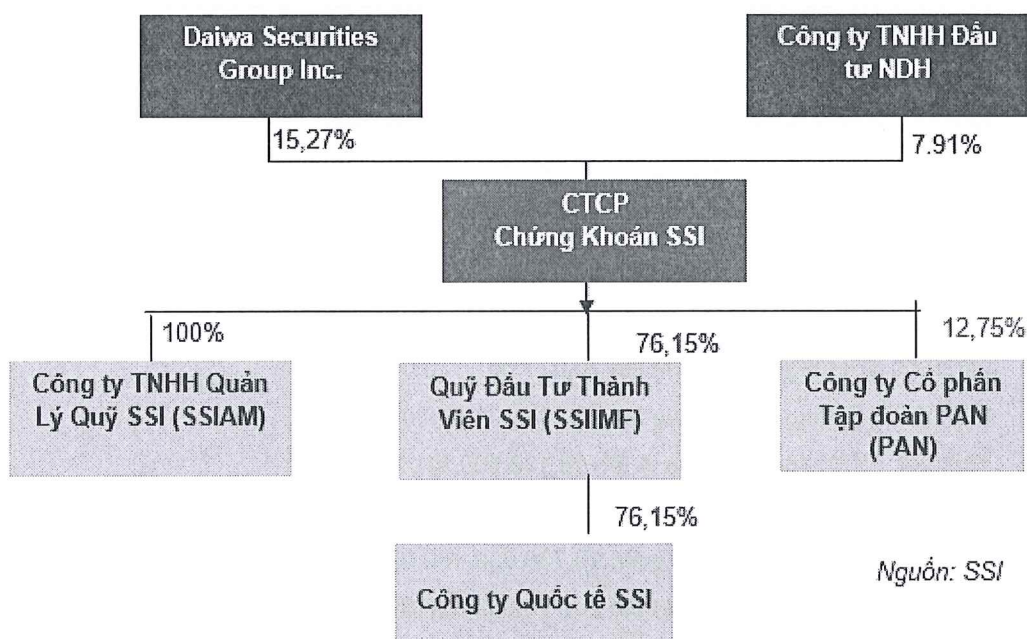 Daiwa Securities
Group Inc.
Công ty TNHH Đầu
tư NDH
15,27%
7.91%
CTCP
Chứng Khoán SSI
100%
76,15%
12,75%
Công ty TNHH Quản
Lý Quỹ SSI (SSIAM)
Quỹ Đầu Tư Thành
Viên SSI (SSIIMF)
Công ty Cổ phần
Tập đoàn PAN
(PAN)
76,15%
Công ty Quốc tế SSI
Nguồn: SSI